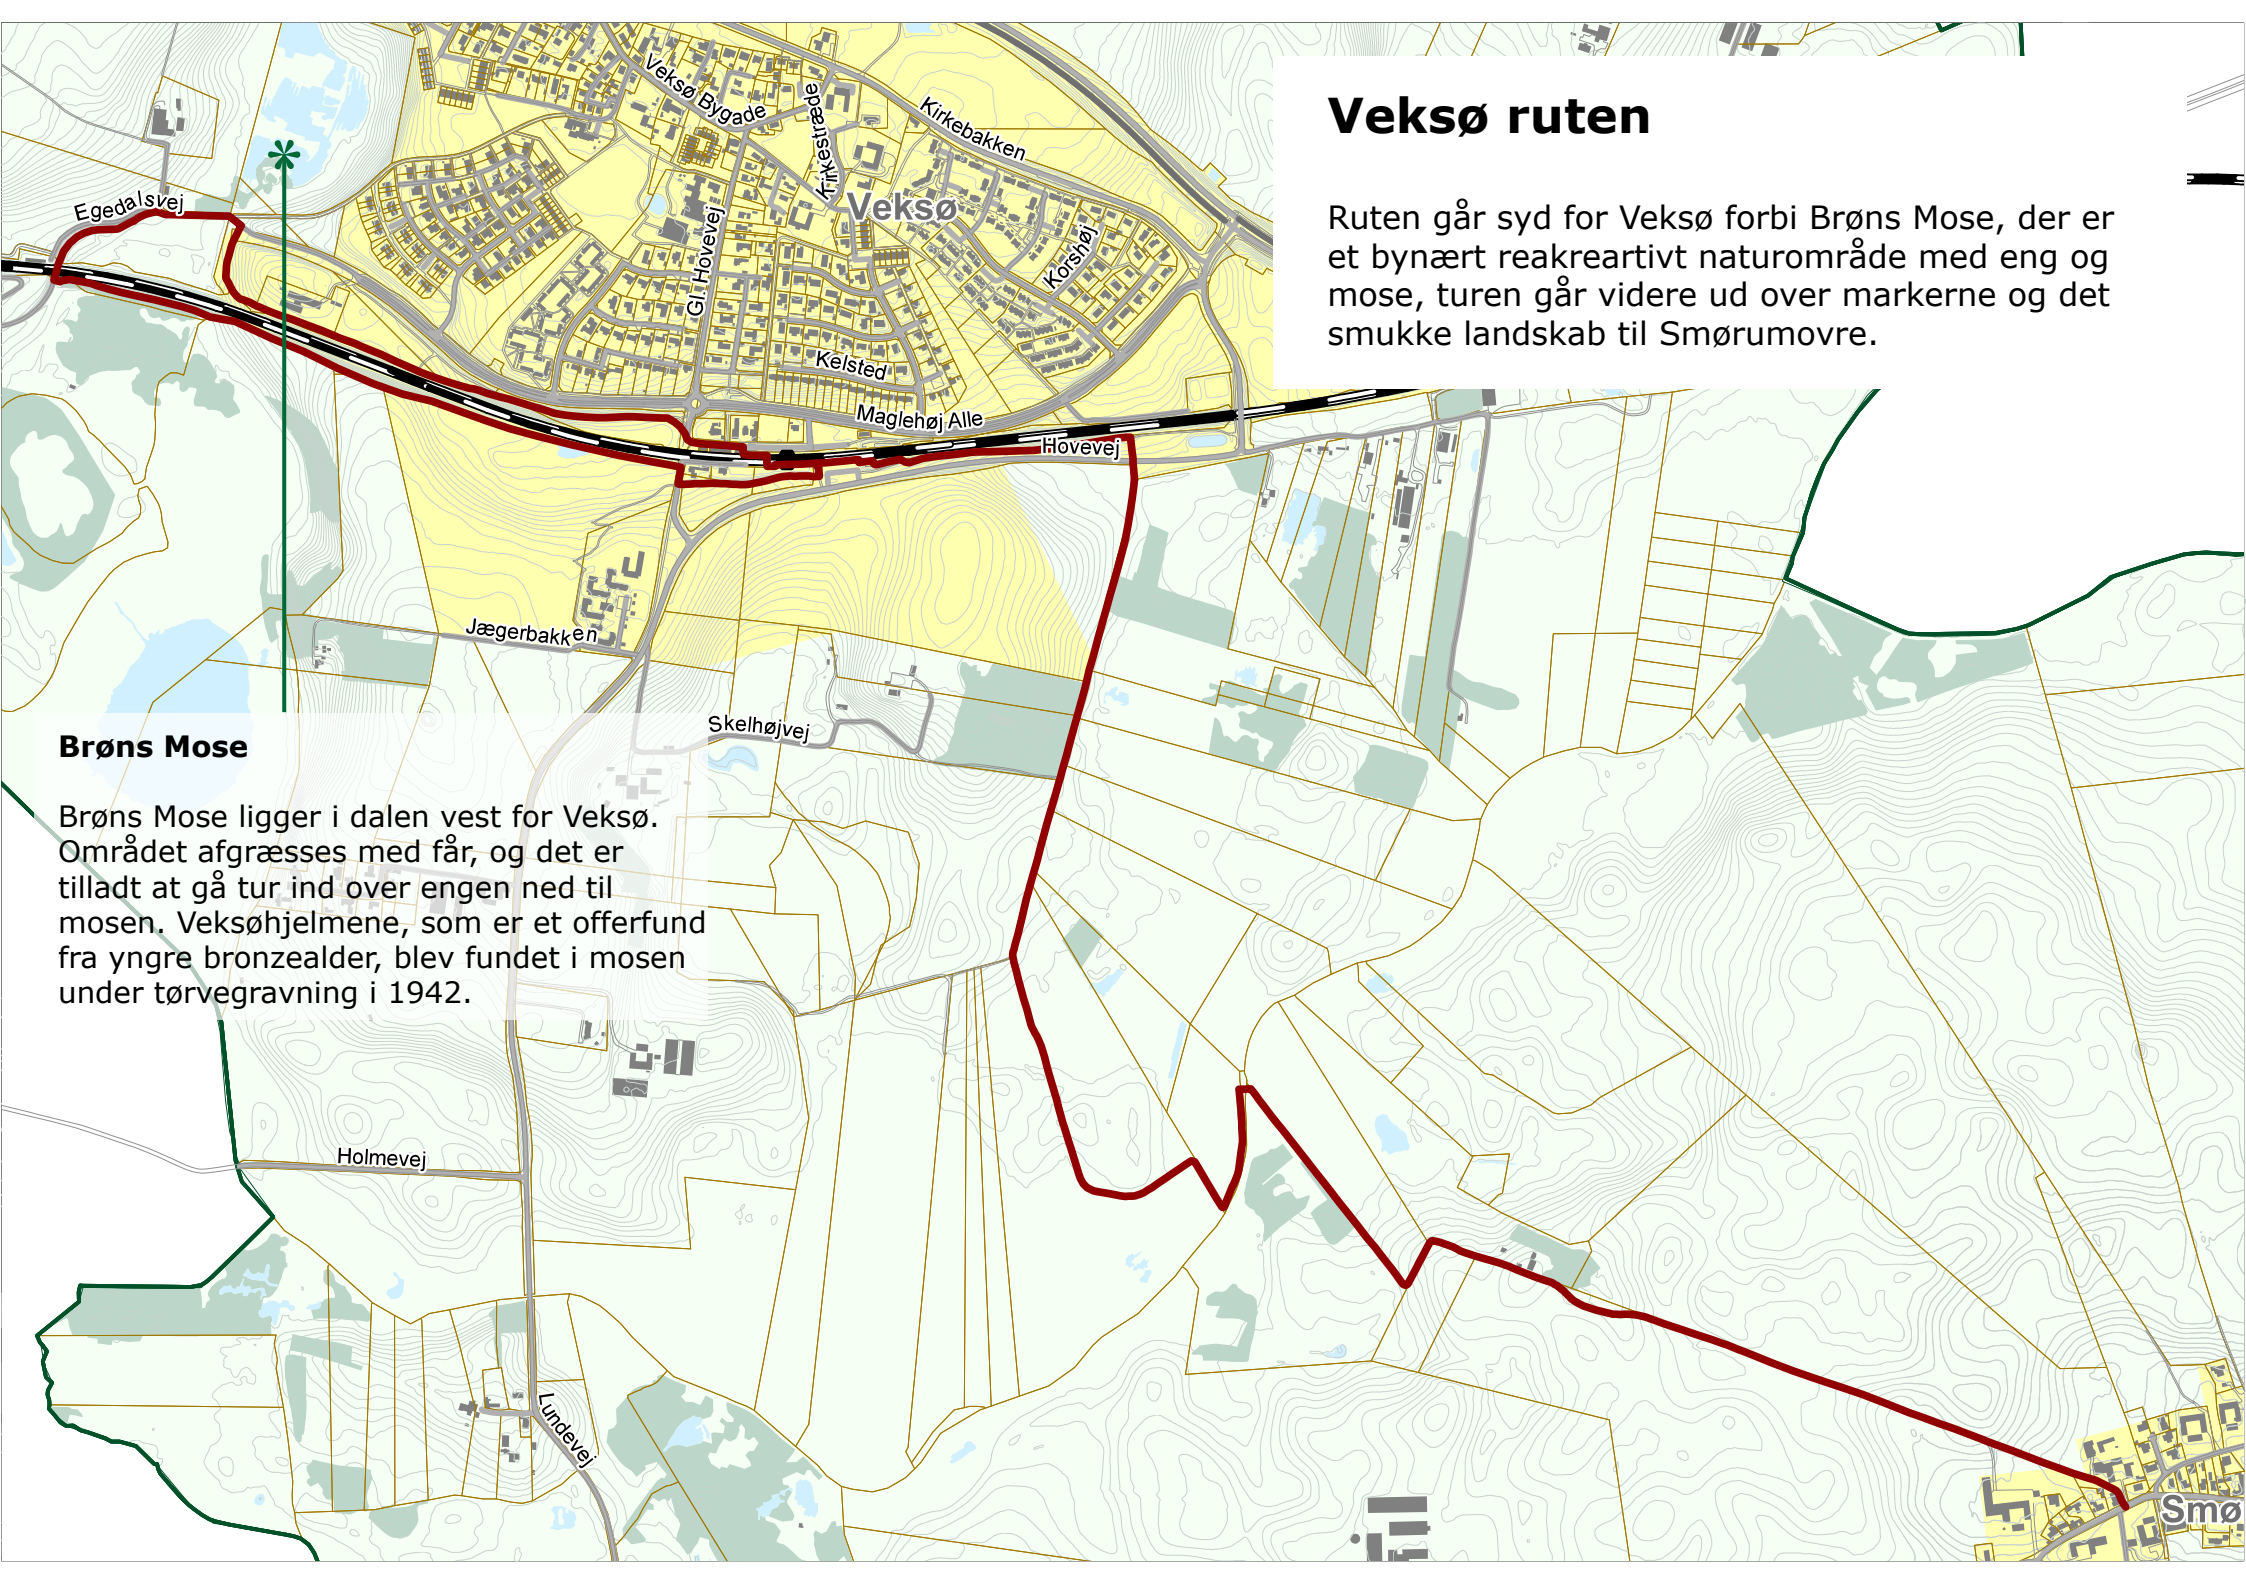 Veksø ruten
Ruten går syd for Veksø forbi Brøns Mose, der er
et bynært reakreartivt naturområde med eng og
mose, turen går videre ud over markerne og det
smukke landskab til Smørumovre.
Veksø Bygade
Kirkestræde
Kirkebakken
Egedalsvej
Veksø
Gl. Hovevej
Korshøj
Kelsted
Maglehøj Alle
Hovevej
Jægerbakken
Skelhøjvej
Brøns Mose
Brøns Mose ligger i dalen vest for Veksø.
Området afgræsses med får, og det er
tilladt at gå tur ind over engen ned til
mosen. Veksøhjelmene, som er et offerfund
fra yngre bronzealder, blev fundet i mosen
under tørvegravning i 1942.
Holmevej
Lundevej
Smø